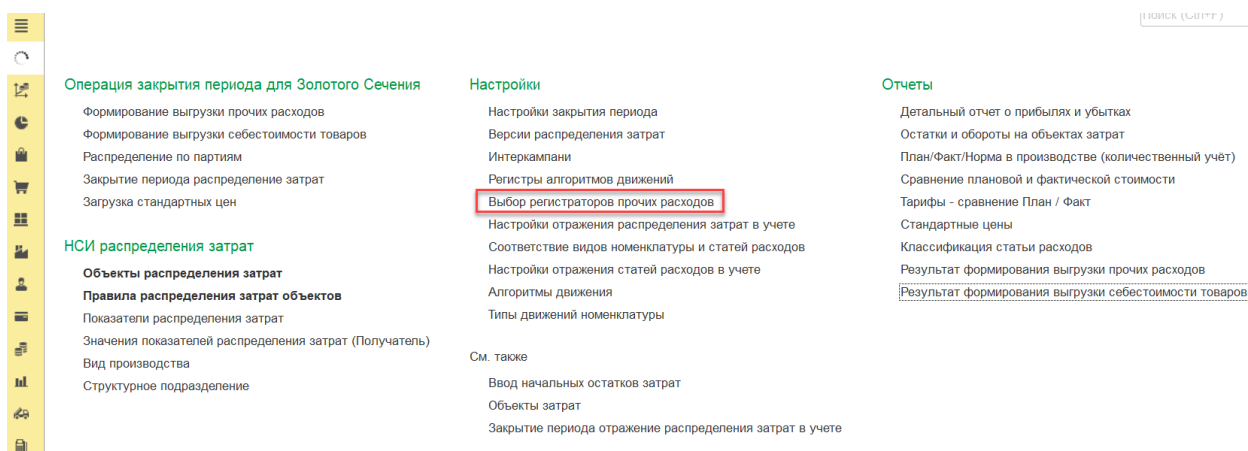 Поиск (Ctrl+F)
Операция закрытия периода для Золотого Сечения
Формирование выгрузки прочих расходов
Формирование выгрузки себестоимости товаров
Распределение по партиям
Закрытие периода распределение затрат
Загрузка стандартных цен
НСИ распределения затрат
Объекты распределения затрат
Правила распределения затрат объектов
Показатели распределения затрат
Значения показателей распределения затрат (Получатель)
Вид производства
Структурное подразделение
Настройки
Настройки закрытия периода
Версии распределения затрат
Интеркампани
Регистры алгоритмов движений
Выбор регистраторов прочих расходов
Настройки отражения распределения затрат в учете
Соответствие видов номенклатуры и статей расходов
Настройки отражения статей расходов в учете
Алгоритмы движения
Типы движений номенклатуры
См. также
Ввод начальных остатков затрат
Объекты затрат
Закрытие периода отражение распределения затрат в учете
Отчеты
Детальный отчет о прибылях и убытках
Остатки и обороты на объектах затрат
План/Факт/Норма в производстве (количественный учёт)
Сравнение плановой и фактической стоимости
Тарифы - сравнение План / Факт
Стандартные цены
Классификация статьи расходов
Результат формирования выгрузки прочих расходов
Результат формирования выгрузки себестоимости товаров